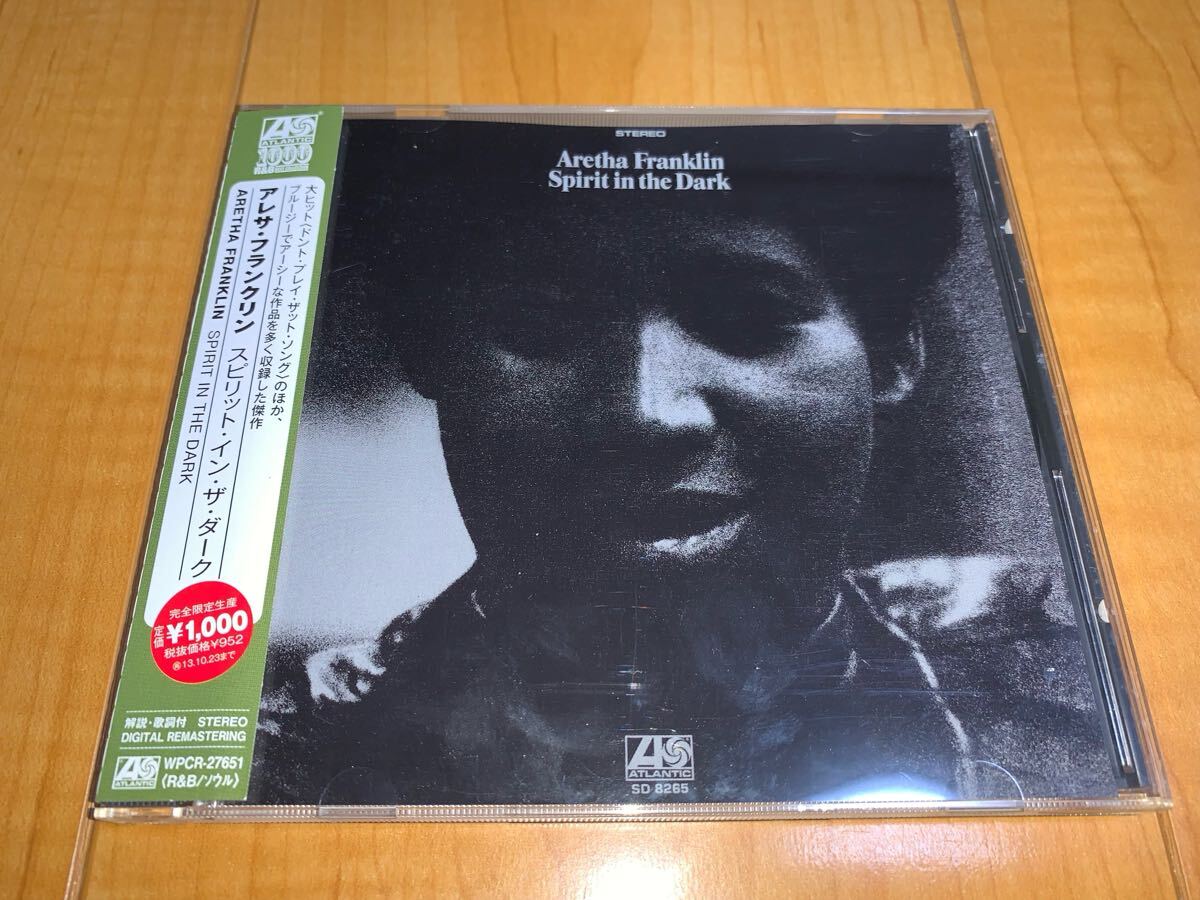 ATLANTIC
1000
R&B
大ヒット〈ドント・プレイ・ザット・ソング〉のほか、
ブルージーでアーシーな作品を多く収録した傑作
アレサ・フランクリン スピリット・イン・ザ・ダーク
ARETHA FRANKLIN SPIRIT IN THE DARK
完全限定生産
定価 ¥1,000
税抜価格¥952
13.10.23まで
解説・歌詞付 STEREO
DIGITAL REMASTERING
ATLANTIC
WPCR-27651
〈R&B/ソウル〉
STEREO
Aretha Franklin
Spirit in the Dark
ATLANTIC
SD 8265